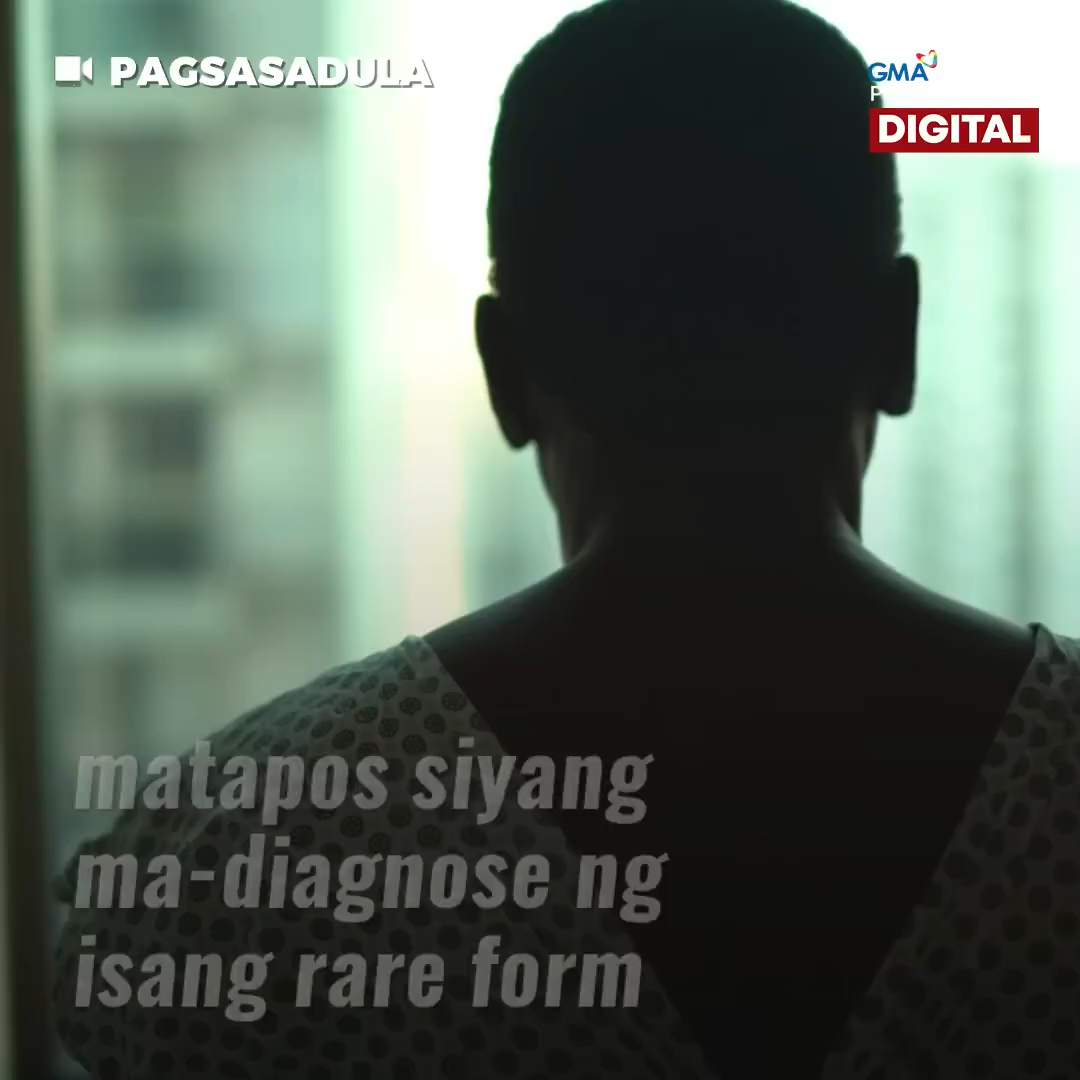 PAGSASADULA
GMA
DIGITAL
matapos siyang
ma-diagnose ng
isang rare form